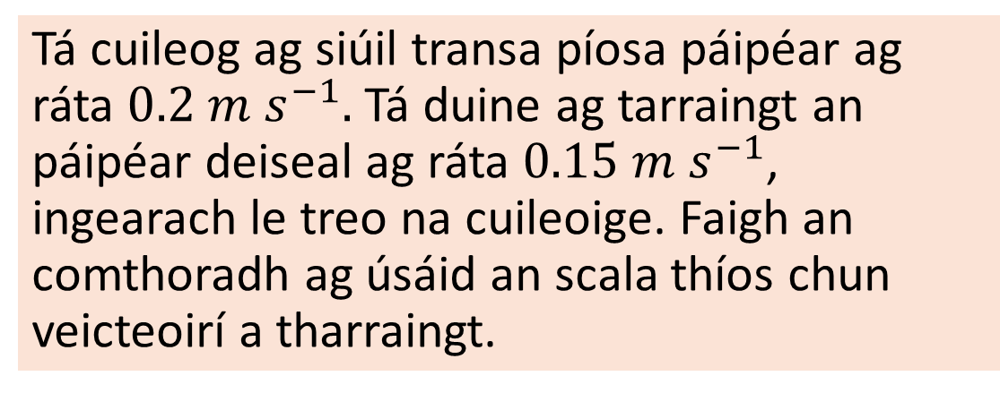 Tá cuileog ag siúil transa píosa páipéar ag
ráta 0.2 m s⁻¹. Tá duine ag tarraingt an
páipéar deiseal ag ráta 0.15 m s⁻¹,
ingearach le treo na cuileoige. Faigh an
comthoradh ag úsáid an scala thíos chun
veicteoirí a tharraingt.